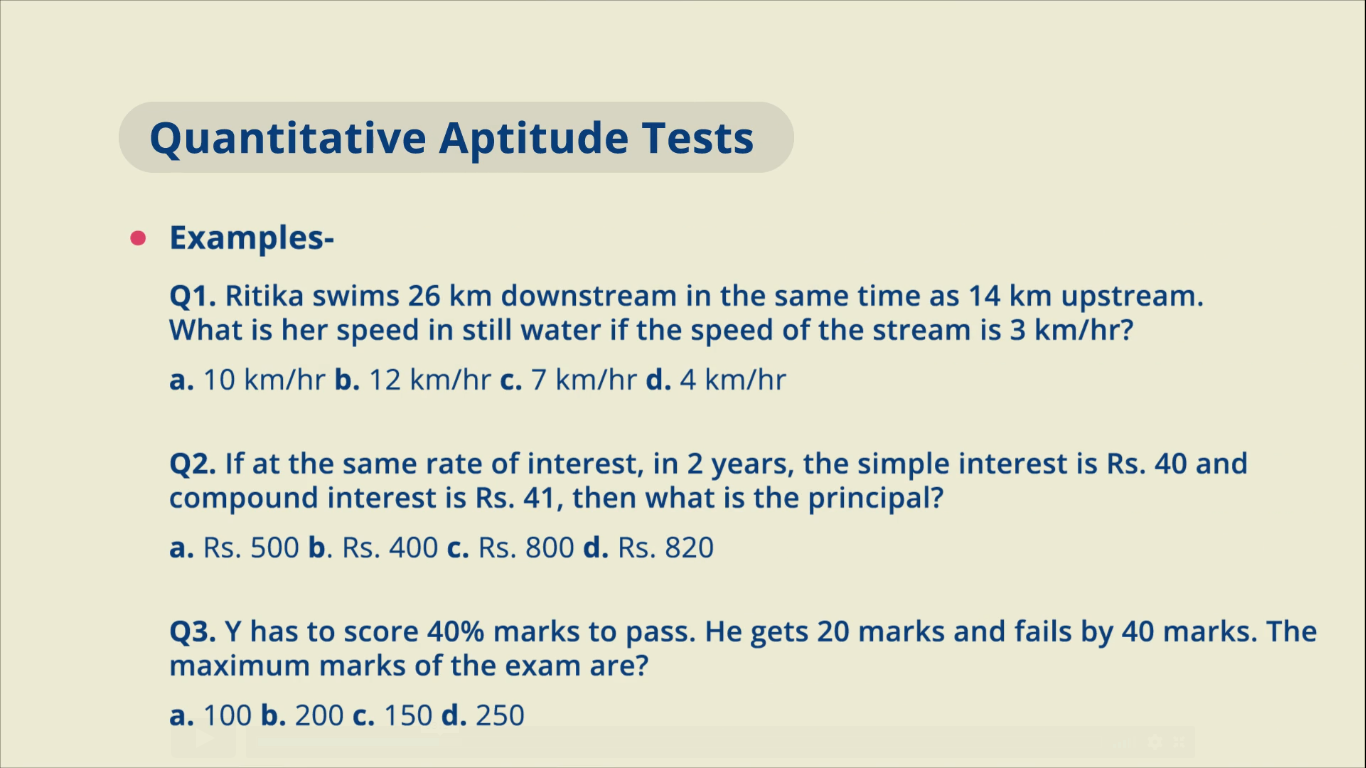 Quantitative Aptitude Tests
Examples-
Q1. Ritika swims 26 km downstream in the same time as 14 km upstream.
What is her speed in still water if the speed of the stream is 3 km/hr?
a. 10 km/hr b. 12 km/hr c. 7 km/hr d. 4 km/hr
Q2. If at the same rate of interest, in 2 years, the simple interest is Rs. 40 and
compound interest is Rs. 41, then what is the principal?
a. Rs. 500 b. Rs. 400 c. Rs. 800 d. Rs. 820
Q3. Y has to score 40% marks to pass. He gets 20 marks and fails by 40 marks. The
maximum marks of the exam are?
a. 100 b. 200 c. 150 d. 250